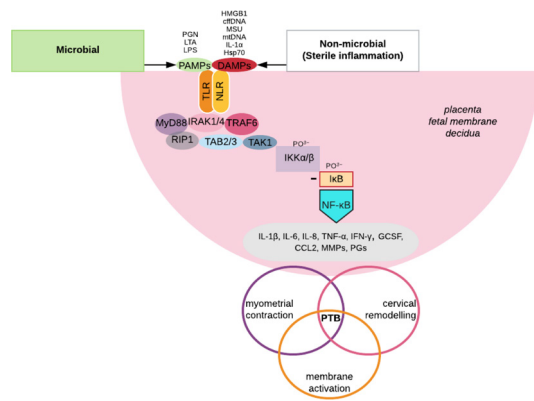 Microbial
PGN
LTA
LPS
HMGB1
cffDNA
MSU
mtDNA
IL-1α
Hsp70
Non-microbial
(Sterile inflammation)
PAMPs
DAMPs
TLR
NLR
placenta
fetal membrane
decidua
MyD88
IRAK1/4
TRAF6
RIP1
TAB2/3
TAK1
PO³⁻
IKKα/β
PO³⁻
–
IκB
NF-κB
IL-1β, IL-6, IL-8, TNF-α, IFN-γ, GCSF,
CCL2, MMPs, PGs
myometrial
contraction
cervical
remodelling
PTB
membrane
activation